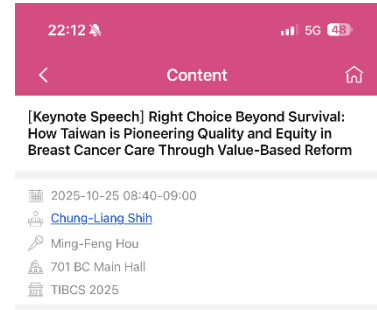 22:12
5G
48
Content
[Keynote Speech] Right Choice Beyond Survival:
How Taiwan is Pioneering Quality and Equity in
Breast Cancer Care Through Value-Based Reform
2025-10-25 08:40-09:00
Chung-Liang Shih
Ming-Feng Hou
701 BC Main Hall
TIBCS 2025